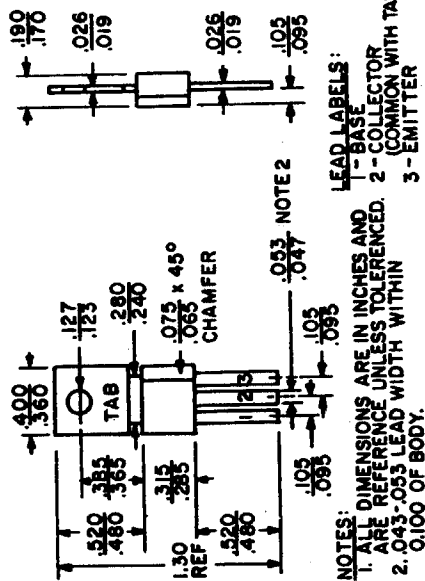 .400
.360
.127
.123
TAB
.280
.240
.075 x 45°
.065
CHAMFER
.385
.365
.520
.480
.315
.285
1.30
REF
.520
.480
1
2
3
.053 NOTE 2
.047
.105
.095
.105
.095
.190
.170
.026
.019
.026
.019
.105
.095
NOTES:
1. ALL DIMENSIONS ARE IN INCHES AND
ARE REFERENCE UNLESS TOLERENCED.
2. .043-.053 LEAD WIDTH WITHIN
0.100 OF BODY.
LEAD LABELS:
1 - BASE
2 - COLLECTOR
(COMMON WITH TA
3 - EMITTER